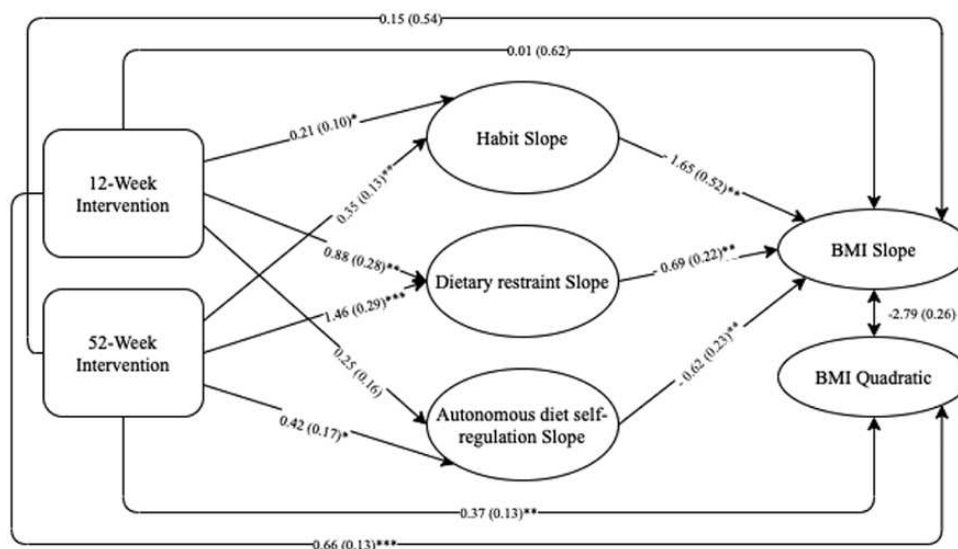 0.15 (0.54)
0.01 (0.62)
12-Week
Intervention
52-Week
Intervention
0.21 (0.10)*
0.35 (0.13)**
0.88 (0.28)**
1.46 (0.29)***
0.25 (0.16)
0.42 (0.17)*
Habit Slope
Dietary restraint Slope
Autonomous diet self-
regulation Slope
- 1.65 (0.52)**
- 0.69 (0.22)**
- 0.62 (0.23)**
BMI Slope
-2.79 (0.26)
BMI Quadratic
0.37 (0.13)**
0.66 (0.13)***